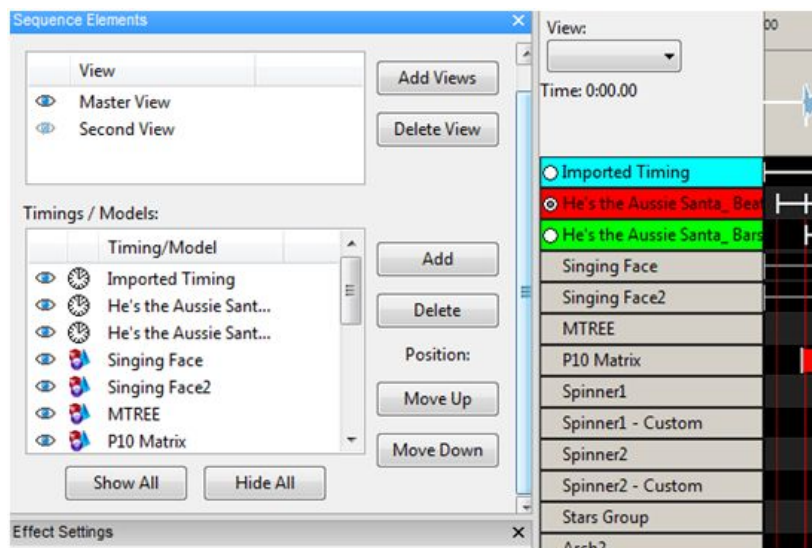 Sequence Elements
View
Master View
Second View
Add Views
Delete View
Timings / Models:
Timing/Model
Imported Timing
He's the Aussie Sant...
He's the Aussie Sant...
Singing Face
Singing Face2
MTREE
P10 Matrix
Add
Delete
Position:
Move Up
Move Down
Show All
Hide All
Effect Settings
View:
Time: 0:00.00
00
Imported Timing
He's the Aussie Santa_ Beat
He's the Aussie Santa_ Bars
Singing Face
Singing Face2
MTREE
P10 Matrix
Spinner1
Spinner1 - Custom
Spinner2
Spinner2 - Custom
Stars Group
Arch2